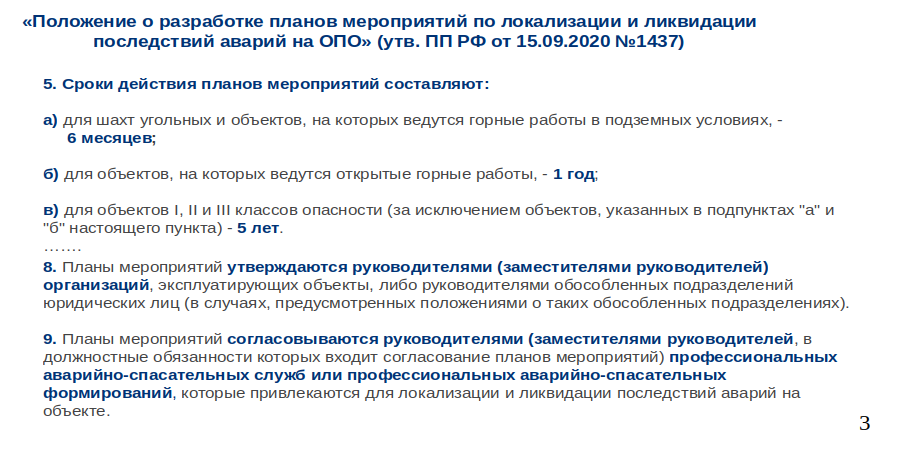 «Положение о разработке планов мероприятий по локализации и ликвидации
последствий аварий на ОПО» (утв. ПП РФ от 15.09.2020 №1437)
5. Сроки действия планов мероприятий составляют:
а) для шахт угольных и объектов, на которых ведутся горные работы в подземных условиях, -
6 месяцев;
б) для объектов, на которых ведутся открытые горные работы, - 1 год;
в) для объектов I, II и III классов опасности (за исключением объектов, указанных в подпунктах "а" и
"б" настоящего пункта) - 5 лет.
…….
8. Планы мероприятий утверждаются руководителями (заместителями руководителей)
организаций, эксплуатирующих объекты, либо руководителями обособленных подразделений
юридических лиц (в случаях, предусмотренных положениями о таких обособленных подразделениях).
9. Планы мероприятий согласовываются руководителями (заместителями руководителей, в
должностные обязанности которых входит согласование планов мероприятий) профессиональных
аварийно-спасательных служб или профессиональных аварийно-спасательных
формирований, которые привлекаются для локализации и ликвидации последствий аварий на
объекте.
3